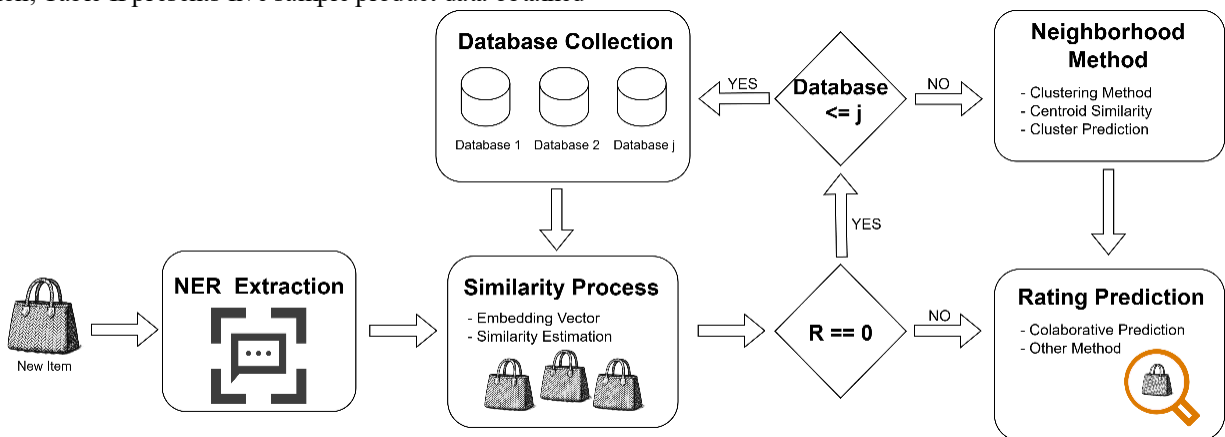 Database Collection
Database 1
Database 2
Database j
YES
Database
<= j
NO
Neighborhood
Method
- Clustering Method
- Centroid Similarity
- Cluster Prediction
YES
New Item
NER Extraction
Similarity Process
- Embedding Vector
- Similarity Estimation
R == 0
NO
Rating Prediction
- Colaborative Prediction
- Other Method